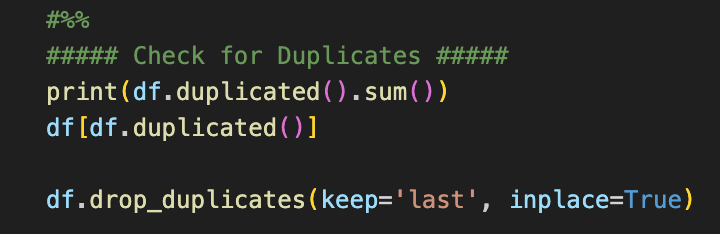 #%%
##### Check for Duplicates #####
print(df.duplicated().sum())
df[df.duplicated()]
df.drop_duplicates(keep='last', inplace=True)